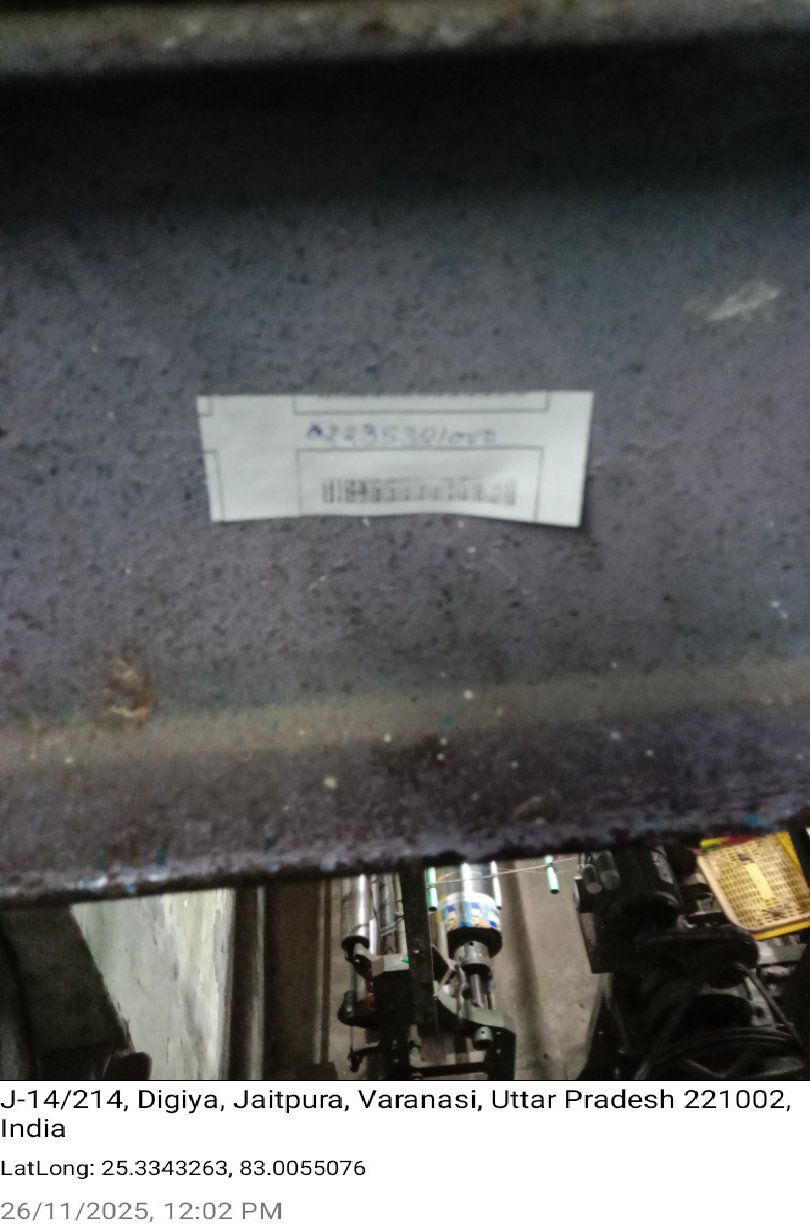 J-14/214, Digiya, Jaitpura, Varanasi, Uttar Pradesh 221002,
India
LatLong: 25.3343263, 83.0055076
26/11/2025, 12:02 PM